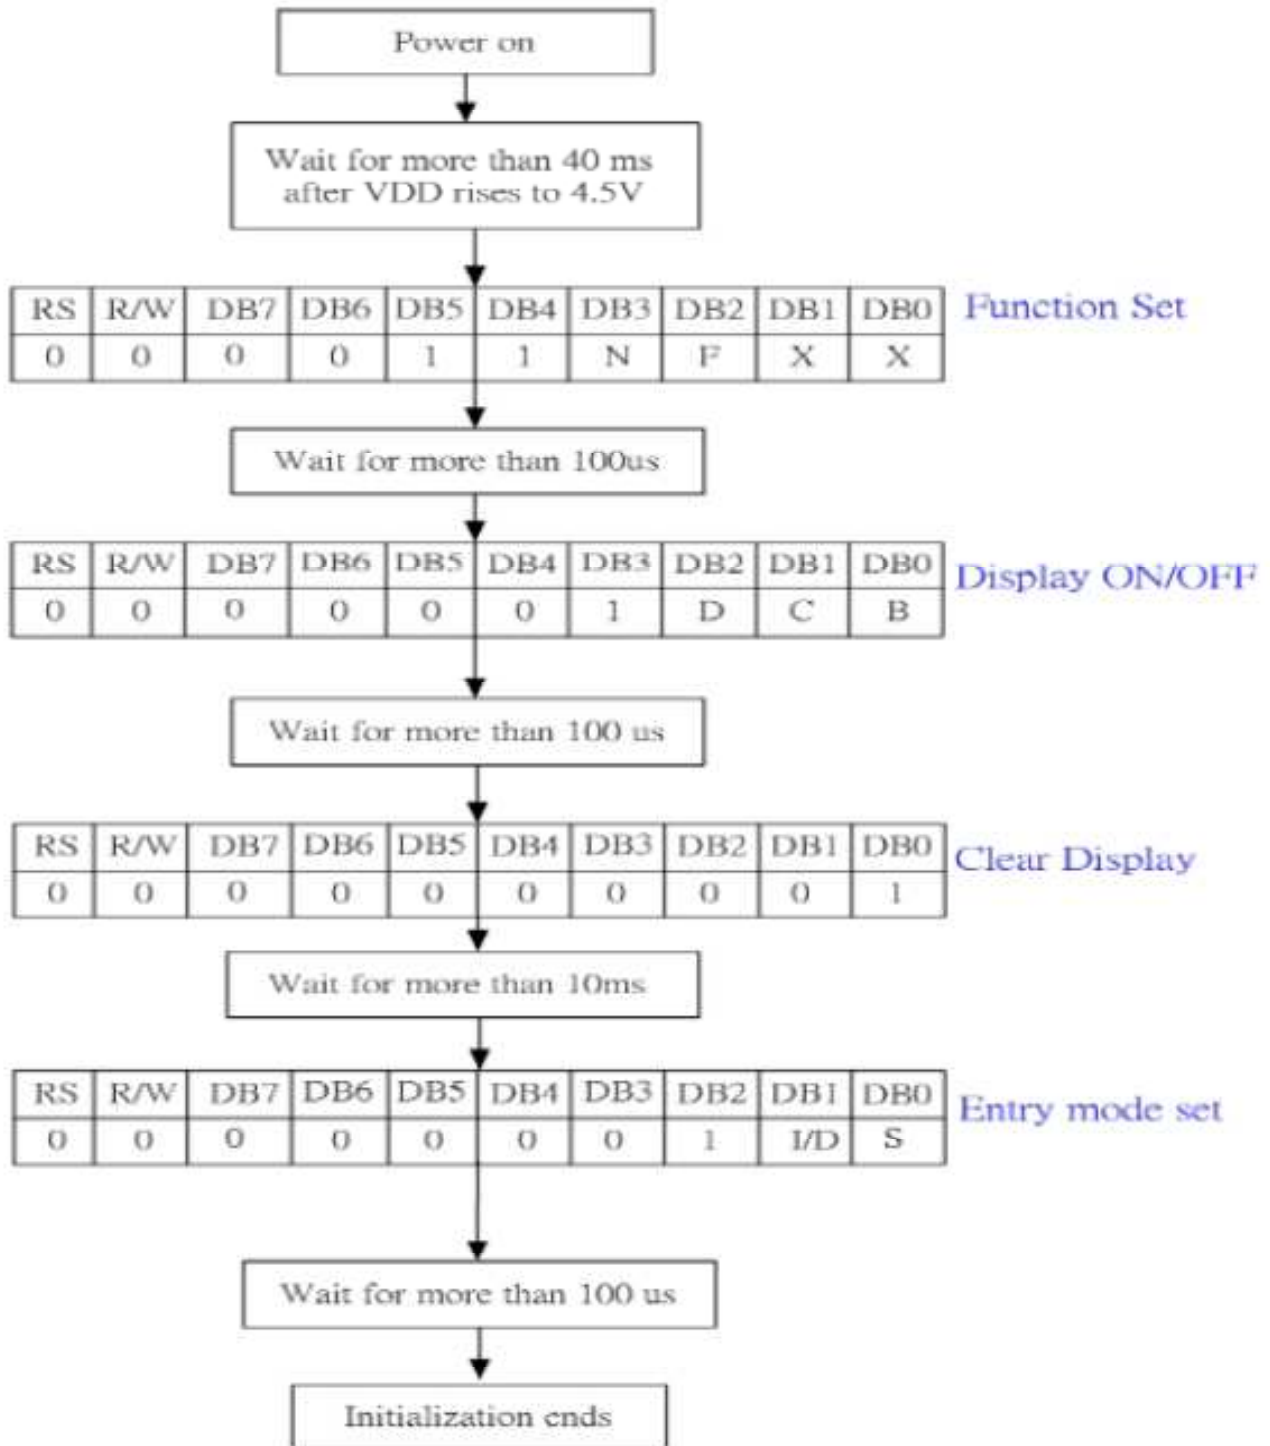 Power on
Wait for more than 40 ms
after VDD rises to 4.5V
RS R/W DB7 DB6 DB5 DB4 DB3 DB2 DB1 DB0 Function Set
0 0 0 0 1 1 N F X X
Wait for more than 100us
RS R/W DB7 DB6 DB5 DB4 DB3 DB2 DB1 DB0 Display ON/OFF
0 0 0 0 0 0 1 D C B
Wait for more than 100 us
RS R/W DB7 DB6 DB5 DB4 DB3 DB2 DB1 DB0 Clear Display
0 0 0 0 0 0 0 0 0 1
Wait for more than 10ms
RS R/W DB7 DB6 DB5 DB4 DB3 DB2 DB1 DB0 Entry mode set
0 0 0 0 0 0 0 1 I/D S
Wait for more than 100 us
Initialization ends